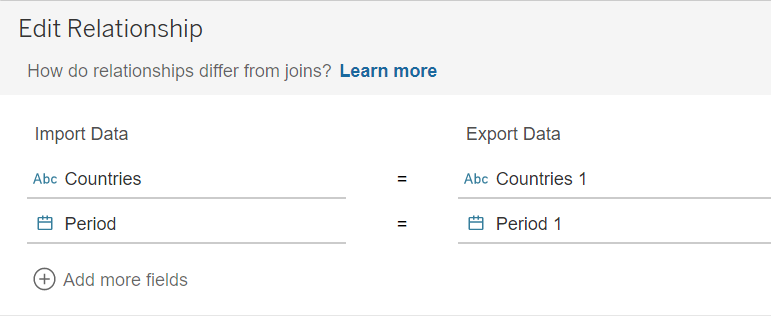 Edit Relationship
How do relationships differ from joins? Learn more
Import Data Export Data
Abc Countries = Abc Countries 1
Period = Period 1
Add more fields